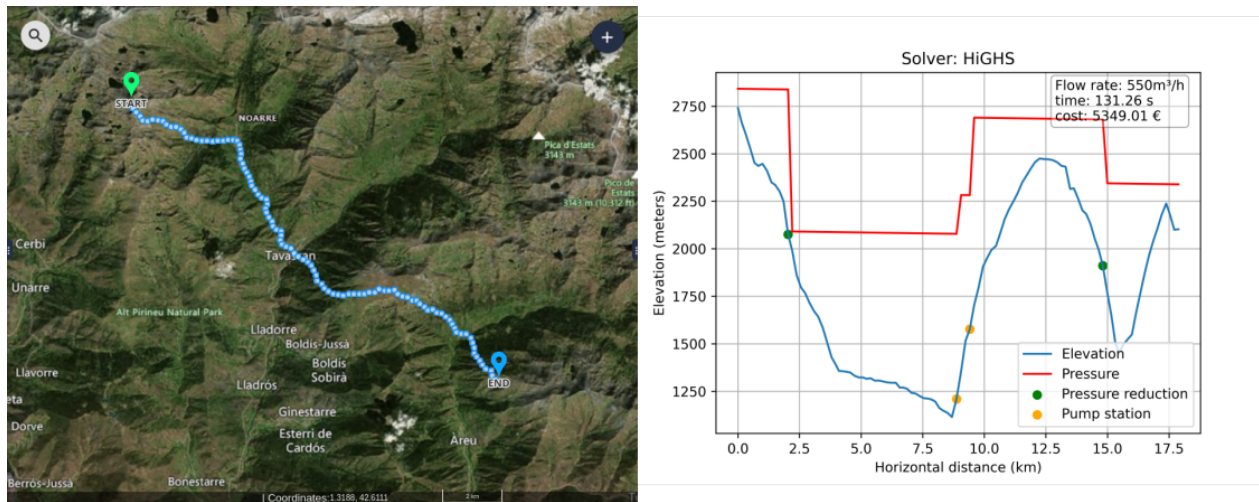 START
NOARRE
Pica d'Estats
3143 m
Pico de
Estats
3143 m (10,312 ft)
Cerbi
Unarre
Alt Pirineu Natural Park
Lladorre
Boldís-Jussà
Boldís
Sobirà
Llavorre
Lladrós
END
Ginestarre
Dorve
Esterri de
Cardós
Àreu
Berrós-Jussà
Bonestarre
| Coordinates:1.3188, 42.6111
2 km
Solver: HiGHS
Flow rate: 550m³/h
time: 131.26 s
cost: 5349.01 €
Elevation (meters)
2750
2500
2250
2000
1750
1500
1250
Elevation
Pressure
Pressure reduction
Pump station
0.0
2.5
5.0
7.5
10.0
12.5
15.0
17.5
Horizontal distance (km)